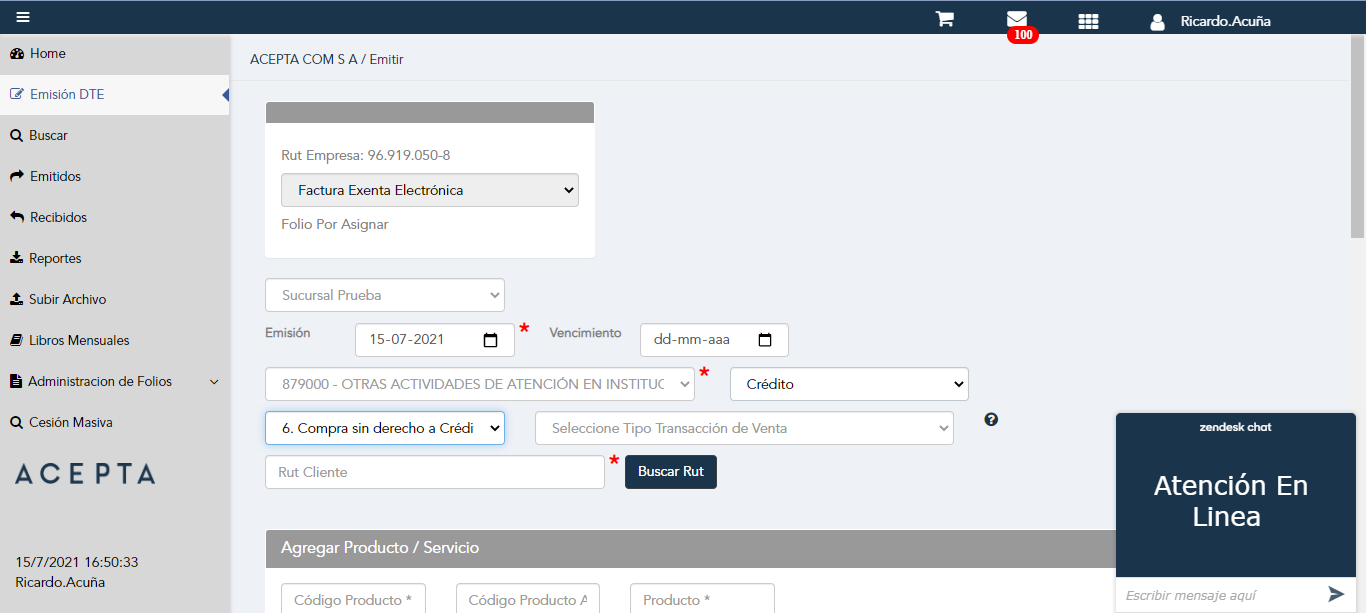 Ricardo.Acuña
100
Home
Emisión DTE
Buscar
Emitidos
Recibidos
Reportes
Subir Archivo
Libros Mensuales
Administracion de Folios
Cesión Masiva
ACEPTA
15/7/2021 16:50:33
Ricardo.Acuña
ACEPTA COM S A / Emitir
Rut Empresa: 96.919.050-8
Factura Exenta Electrónica
Folio Por Asignar
Sucursal Prueba
Emisión 15-07-2021 * Vencimiento dd-mm-aaa
879000 - OTRAS ACTIVIDADES DE ATENCIÓN EN INSTITUC * Crédito
6. Compra sin derecho a Crédi Seleccione Tipo Transacción de Venta ?
Rut Cliente * Buscar Rut
Agregar Producto / Servicio
Código Producto * Código Producto A Producto *
zendesk chat
Atención En
Linea
Escribir mensaje aquí